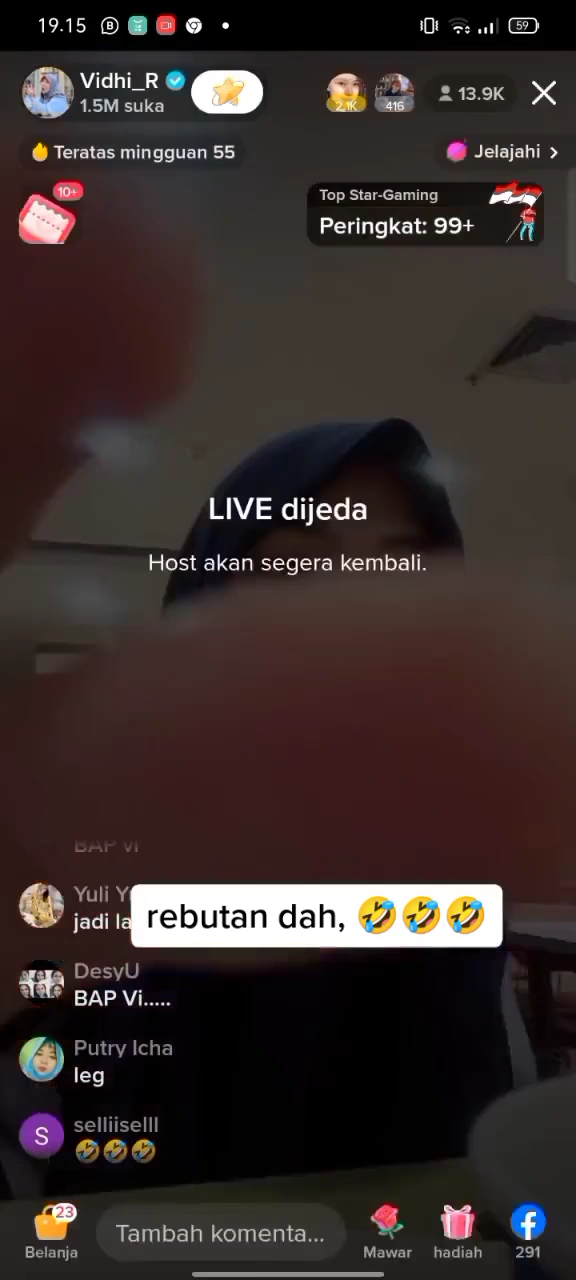 19.15
59
Vidhi_R
1.5M suka
2,1K
416
13.9K
Teratas mingguan 55
Jelajahi
10+
Top Star-Gaming
Peringkat: 99+
LIVE dijeda
Host akan segera kembali.
BAP Vi
Yuli Y
jadi la
rebutan dah, 🤣🤣🤣
DesyU
BAP Vi.....
Putry Icha
leg
S
selliiselll
🤣🤣🤣
23
Belanja
Tambah komenta...
Mawar
hadiah
291